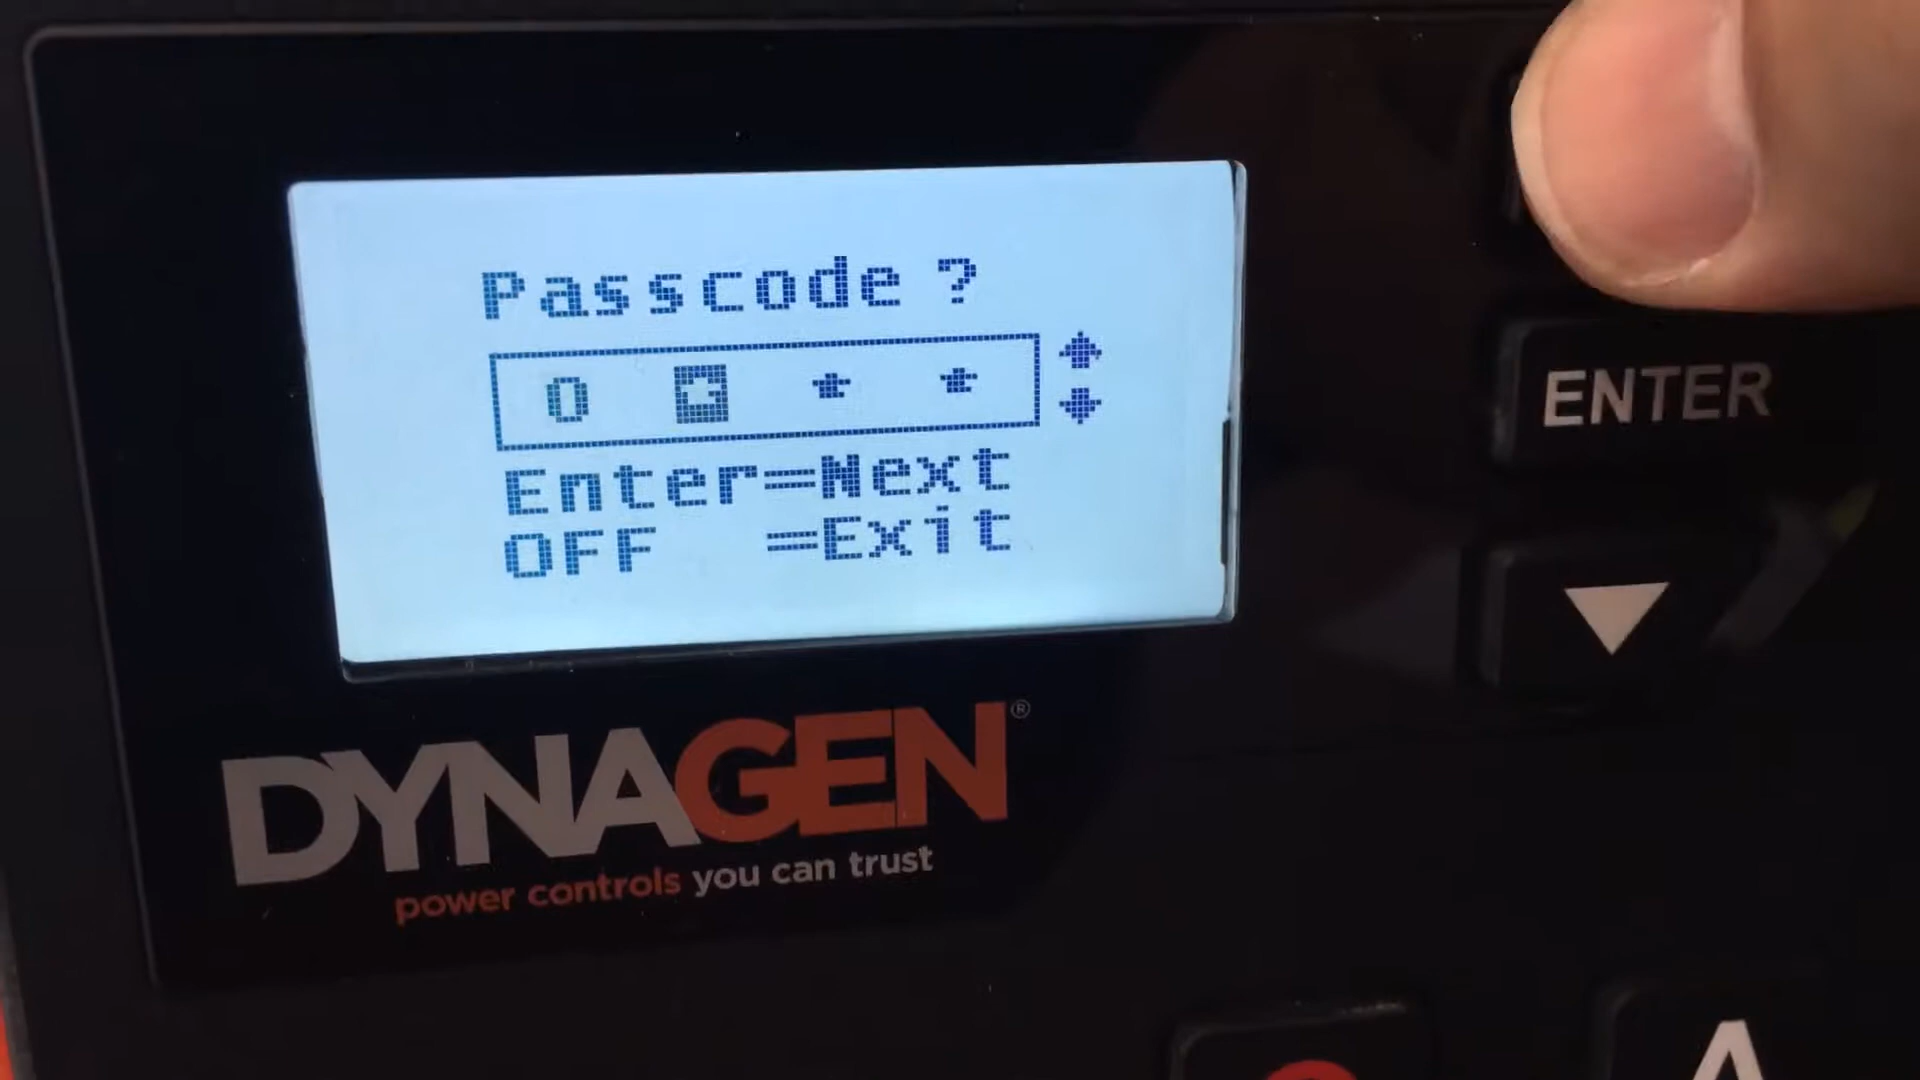 Passcode ?
0 * *
Enter=Next
OFF =Exit
ENTER
DYNAGEN®
power controls you can trust
A